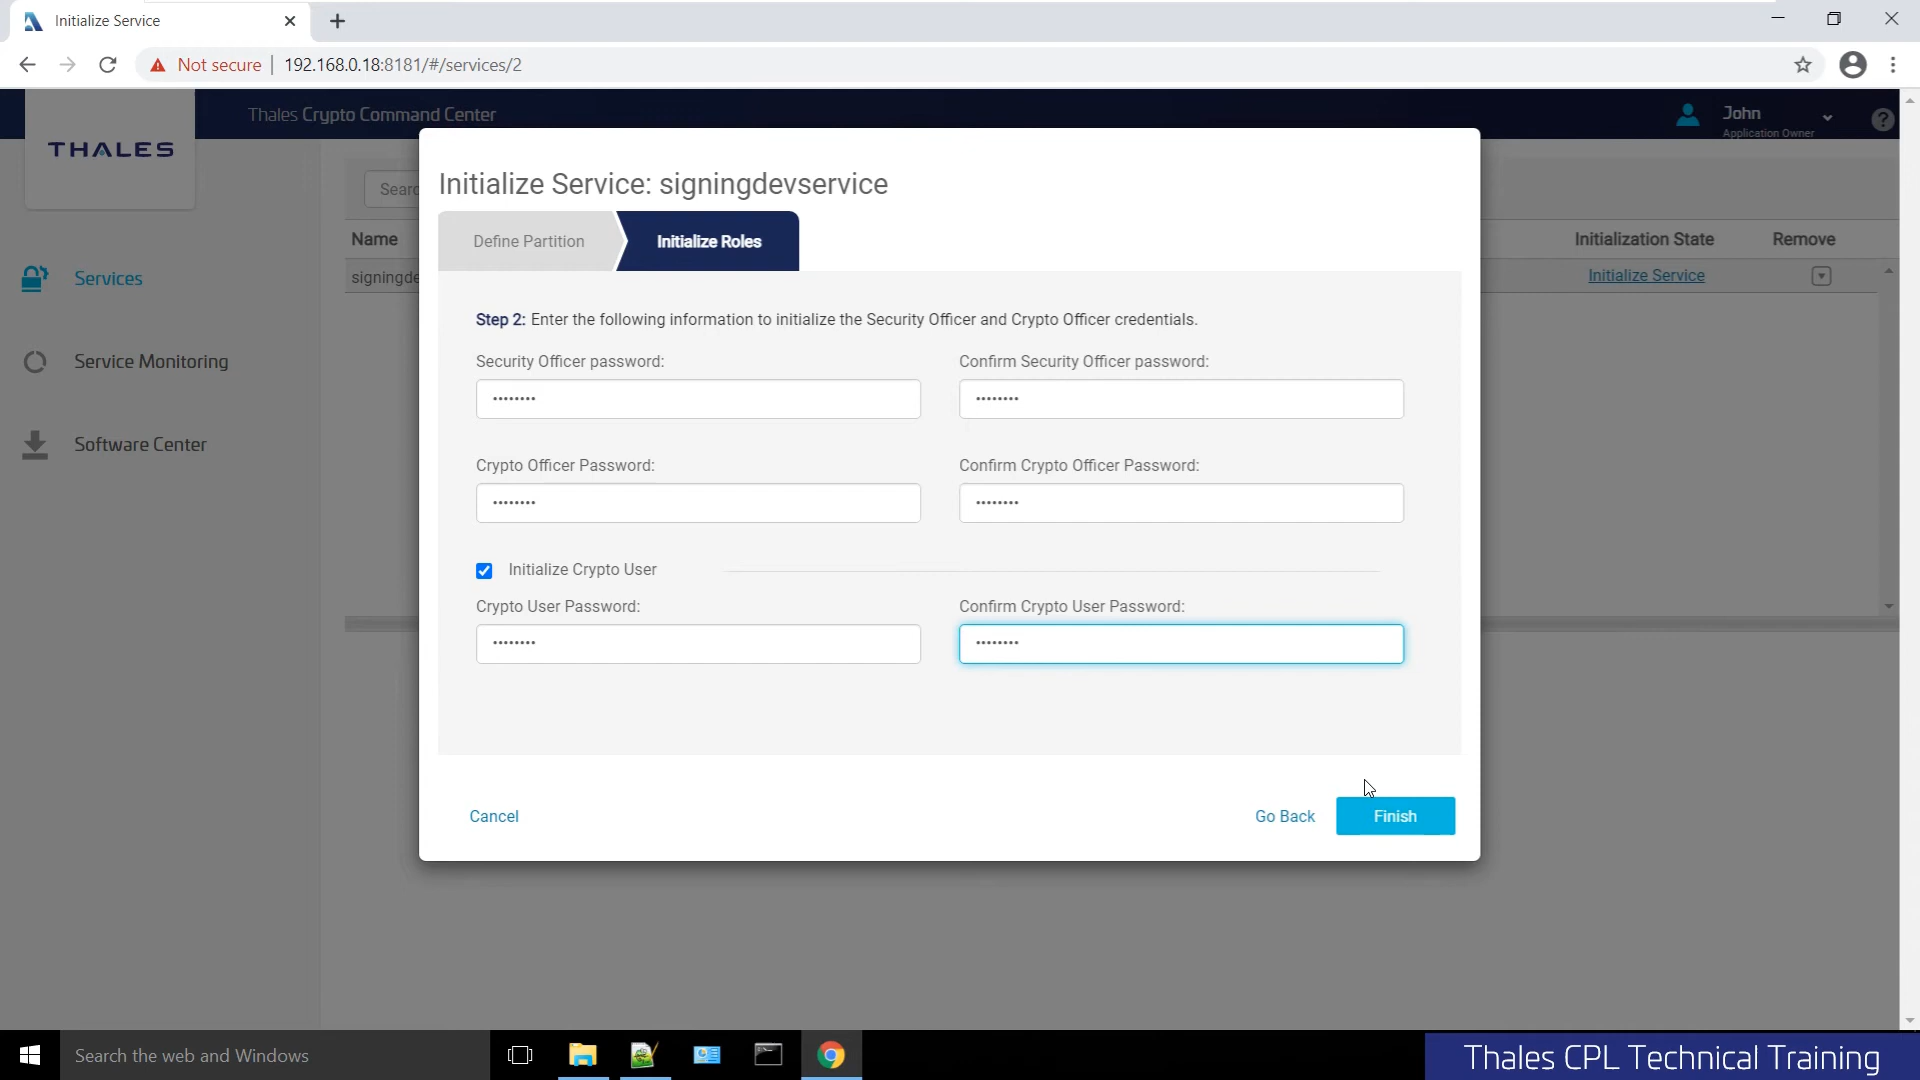 Initialize Service
Not secure
192.168.0.18:8181/#/services/2
THALES
Thales Crypto Command Center
John
Application Owner
Services
Service Monitoring
Software Center
Sear
Name
Initialization State
Remove
signingde
Initialize Service
Initialize Service: signingdevservice
Define Partition
Initialize Roles
Step 2: Enter the following information to initialize the Security Officer and Crypto Officer credentials.
Security Officer password:
Confirm Security Officer password:
••••••••
••••••••
Crypto Officer Password:
Confirm Crypto Officer Password:
••••••••
••••••••
Initialize Crypto User
Crypto User Password:
Confirm Crypto User Password:
••••••••
••••••••
Cancel
Go Back
Finish
Search the web and Windows
Thales CPL Technical Training